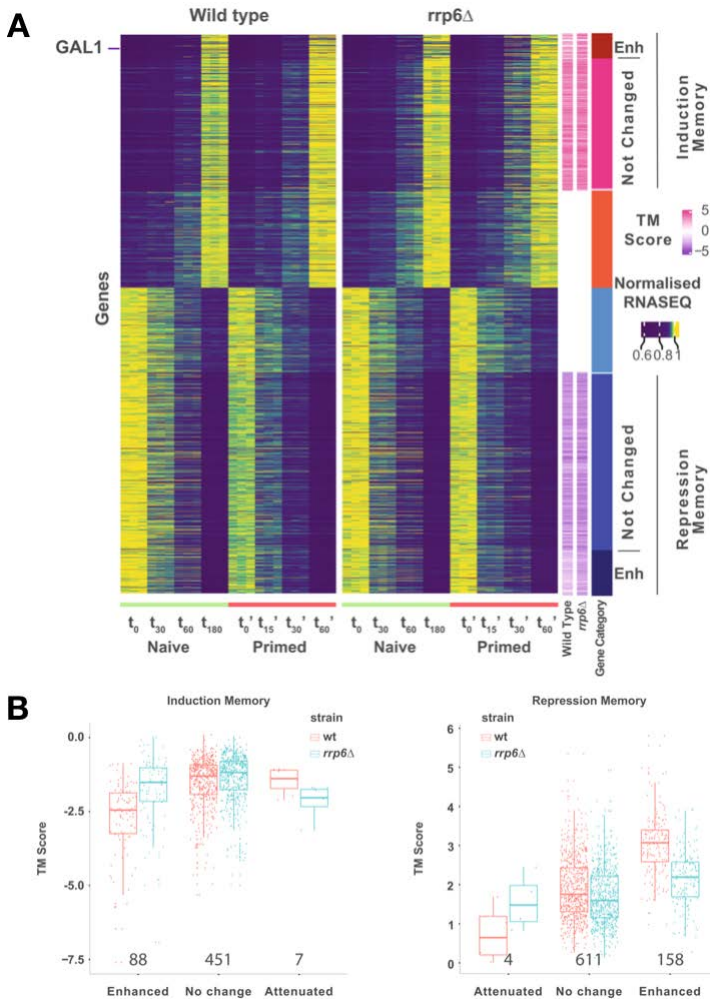 A
Wild type
rrp6Δ
GAL1
Enh
Not Changed
Induction Memory
TM Score
5
0
−5
Genes
Normalised RNASEQ
0.6 0.8 1
Not Changed
Enh
Repression Memory
t0 t30 t60 t180 t0' t15' t30' t60' t0 t30 t60 t180 t0' t15' t30' t60'
Naive Primed Naive Primed
Wild Type
rrp6Δ
Gene Category
B
Induction Memory
strain
wt
rrp6Δ
TM Score
0.0
−2.5
−5.0
−7.5
88 451 7
Enhanced No change Attenuated
Repression Memory
strain
wt
rrp6Δ
TM Score
6
5
4
3
2
1
0
4 611 158
Attenuated No change Enhanced